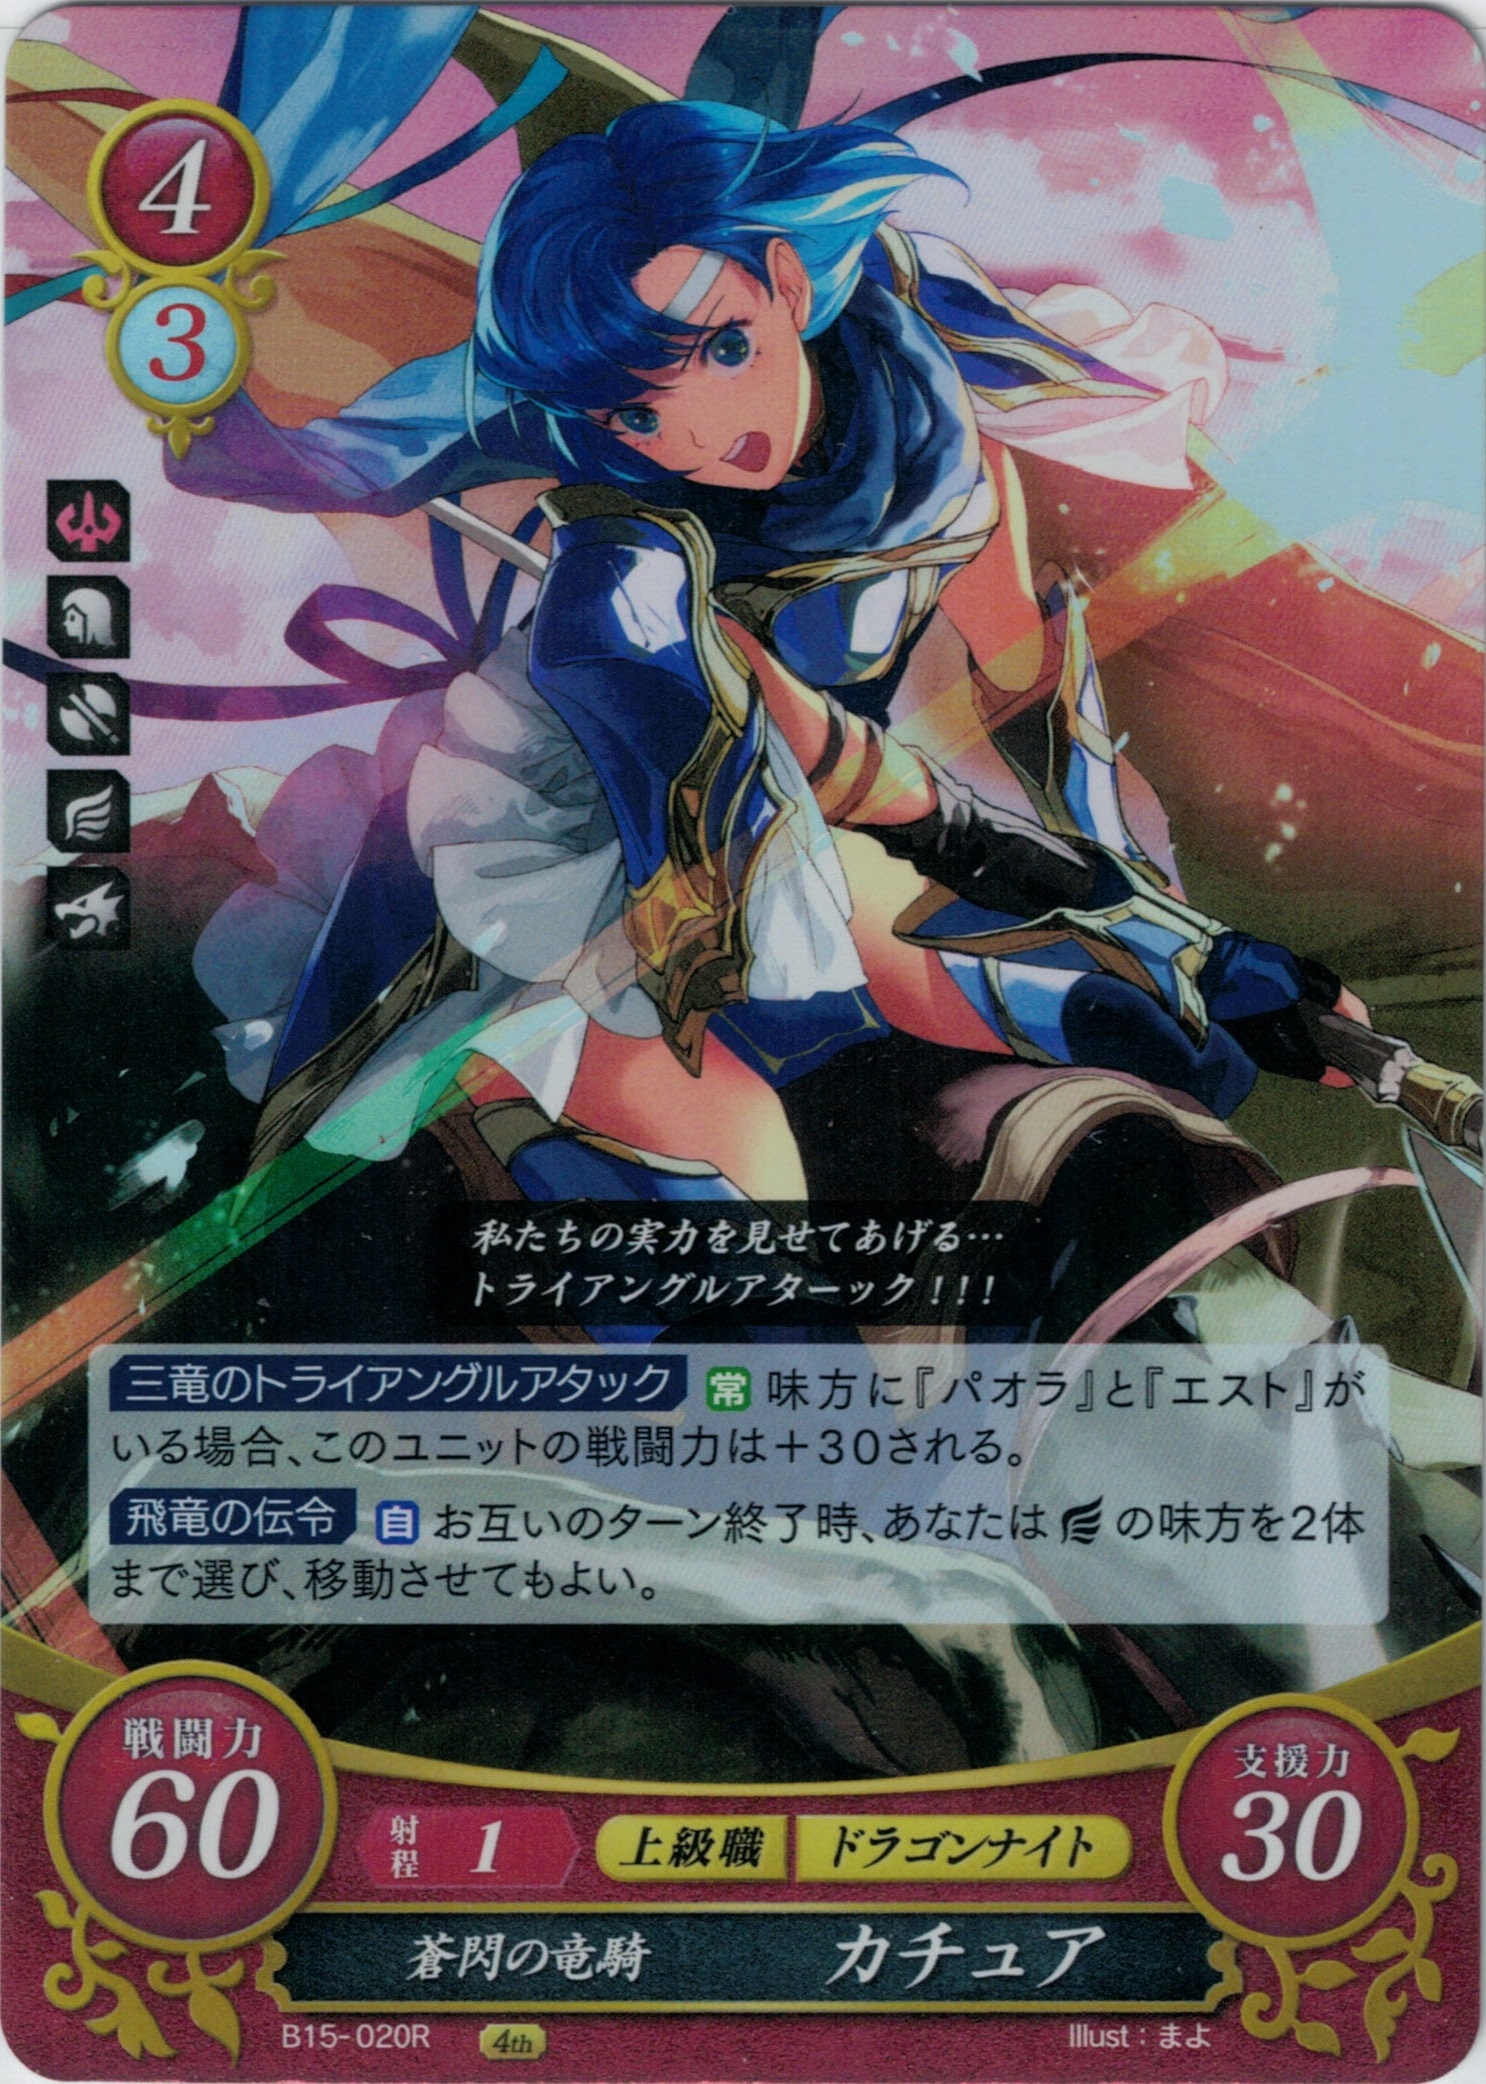 4
3
私たちの実力を見せてあげる…
トライアングルアターック!!!
三竜のトライアングルアタック 常 味方に『パオラ』と『エスト』が
いる場合、このユニットの戦闘力は+30される。
飛竜の伝令 自 お互いのターン終了時、あなたは の味方を2体
まで選び、移動させてもよい。
戦闘力
60
射程 1
上級職 ドラゴンナイト
支援力
30
蒼閃の竜騎 カチュア
B15-020R 4th Illust:まよ